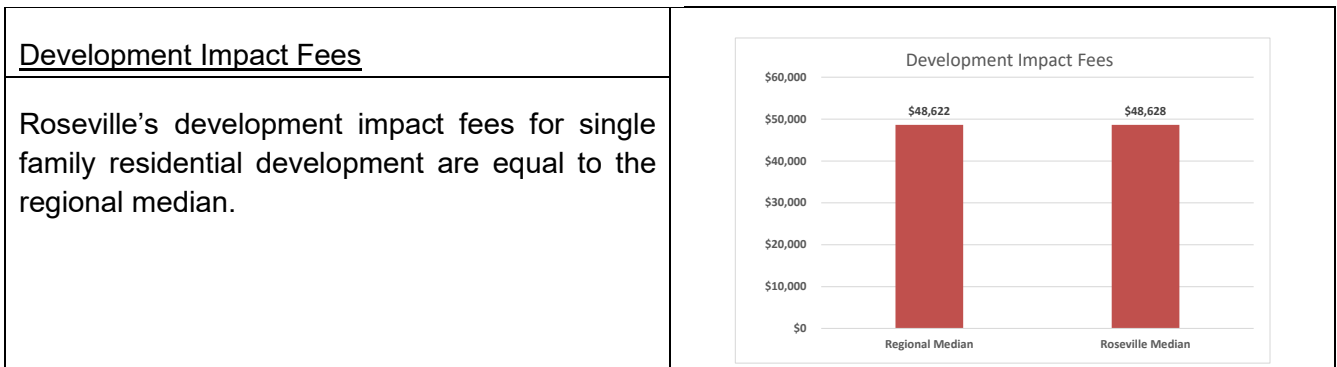 Development Impact Fees
Roseville’s development impact fees for single
family residential development are equal to the
regional median.
Development Impact Fees
$60,000
$50,000
$40,000
$30,000
$20,000
$10,000
$0
$48,622
$48,628
Regional Median
Roseville Median